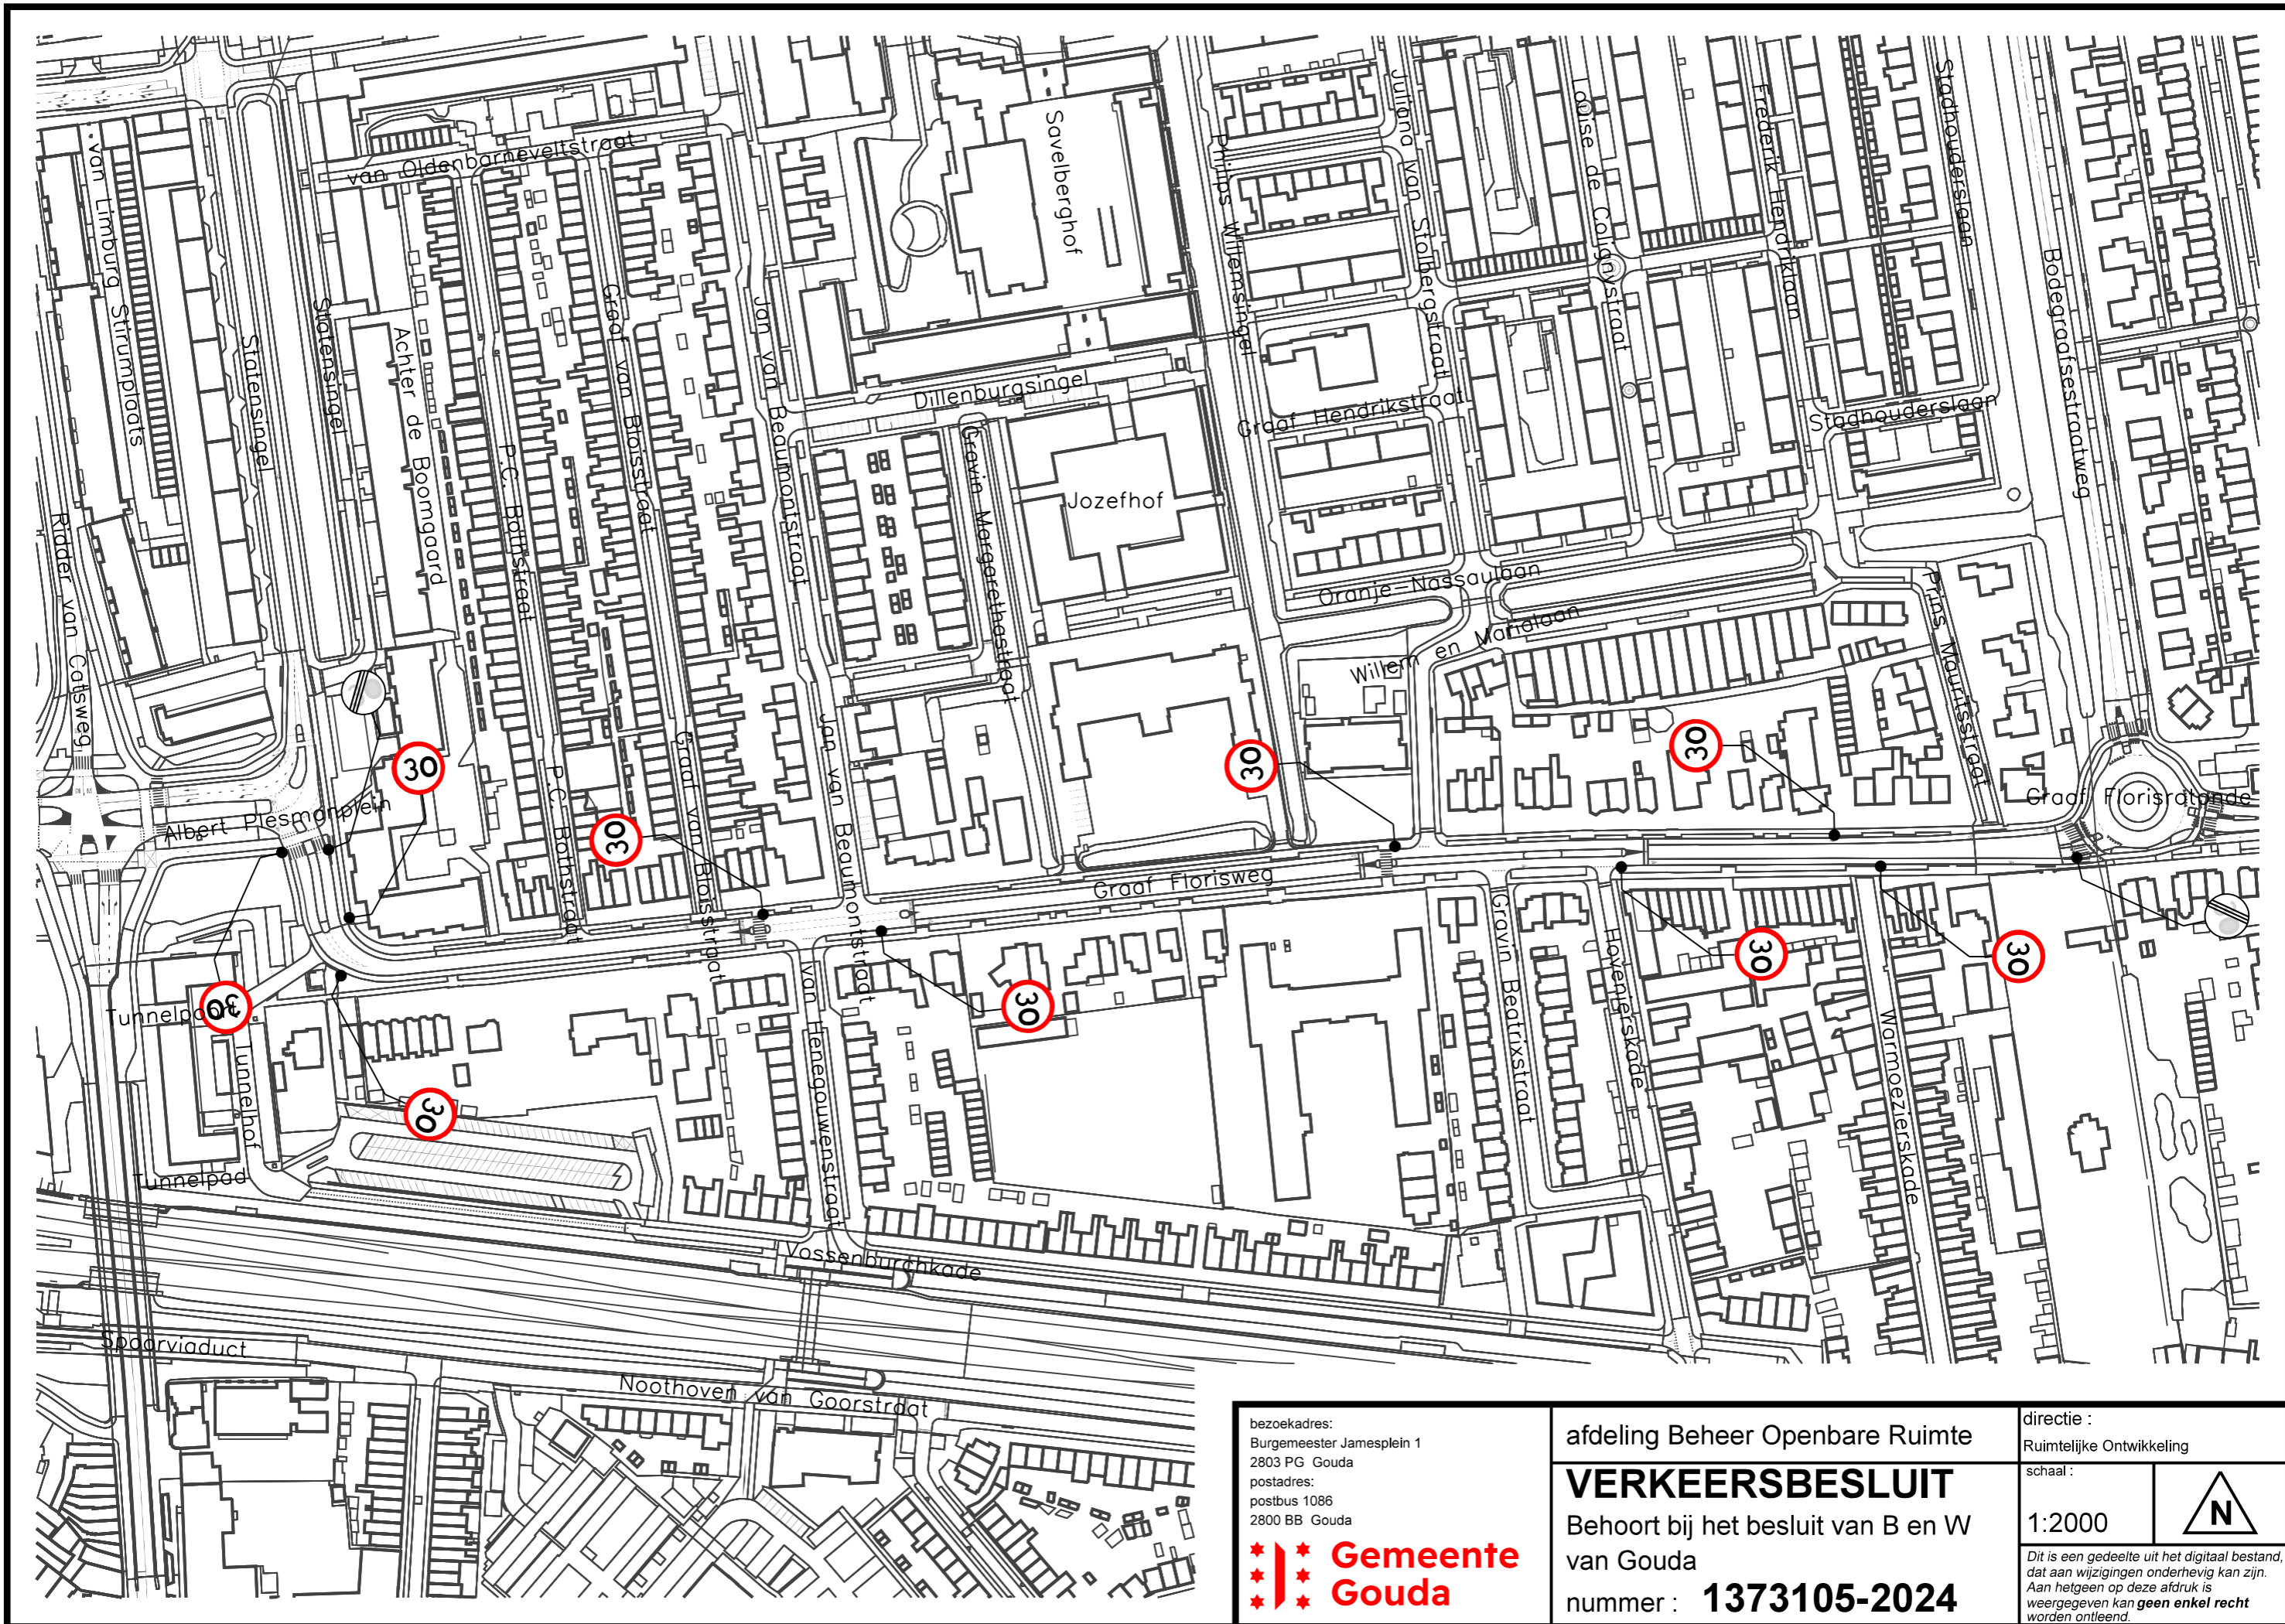 van Limburg Stirumplaats
Statensingel
Statensingel
van Oldenbarneveltstraat
Achter de Boomgaard
P.C. Bothstraat
Graaf van Bloisstraat
Jan van Beaumontstraat
Savelberghof
Philips Willemsingel
Juliana van Stolbergstraat
Louise de Colignystraat
Frederik Hendriklaan
Stadhouderslaan
Bodegraafsestraatweg
Dillenburgsingel
Gravin Margarethastraat
Jozefhof
Graaf Hendrikstraat
Stadhouderslaan
Ridder van Catsweg
Oranje-Nassaulaan
Willem en Marialaan
Prins Mauritsstraat
Albert Plesmanplein
P.C. Bothstraat
Graaf van Bloisstraat
Jan van Beaumontstraat
Graaf Florisweg
Graaf Florisrotonde
30
30
30
30
30
30
30
30
30
Tunnelpoort
Tunnelhof
Tunnelpad
van Henegouwenstraat
Gravin Beatrixstraat
Hovenierskade
Warmoezierskade
Vossenburchkade
Spoorviaduct
Noothoven van Goorstraat
bezoekadres:
Burgemeester Jamesplein 1
2803 PG Gouda
postadres:
postbus 1086
2800 BB Gouda
Gemeente
Gouda
afdeling Beheer Openbare Ruimte
VERKEERSBESLUIT
Behoort bij het besluit van B en W
van Gouda
nummer : 1373105-2024
directie :
Ruimtelijke Ontwikkeling
schaal :
1:2000
N
Dit is een gedeelte uit het digitaal bestand,
dat aan wijzigingen onderhevig kan zijn.
Aan hetgeen op deze afdruk is
weergegeven kan geen enkel recht
worden ontleend.